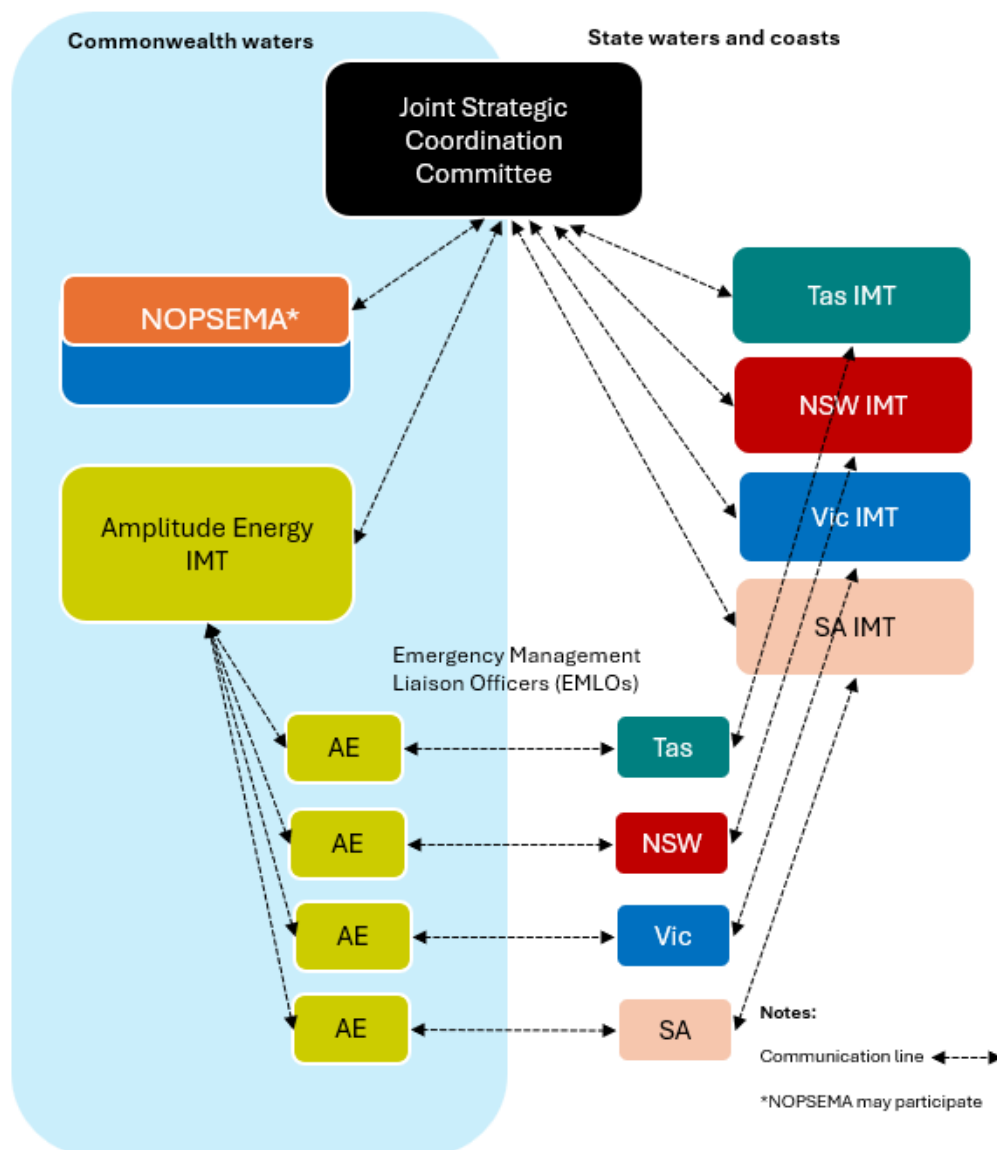 Commonwealth waters
State waters and coasts
Joint Strategic
Coordination
Committee
NOPSEMA*
Tas IMT
NSW IMT
Vic IMT
SA IMT
Amplitude Energy
IMT
Emergency Management
Liaison Officers (EMLOs)
AE
Tas
AE
NSW
AE
Vic
AE
SA
Notes:
Communication line
*NOPSEMA may participate